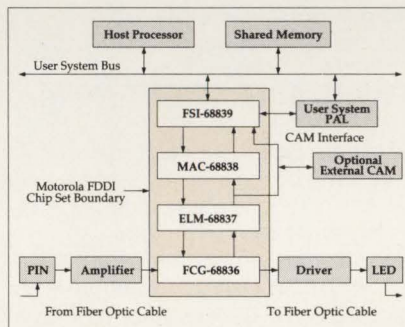 Host Processor
Shared Memory
User System Bus
FSI-68839
User System
PAL
CAM Interface
MAC-68838
Optional
External CAM
Motorola FDDI
Chip Set Boundary
ELM-68837
PIN
Amplifier
FCG-68836
Driver
LED
From Fiber Optic Cable
To Fiber Optic Cable